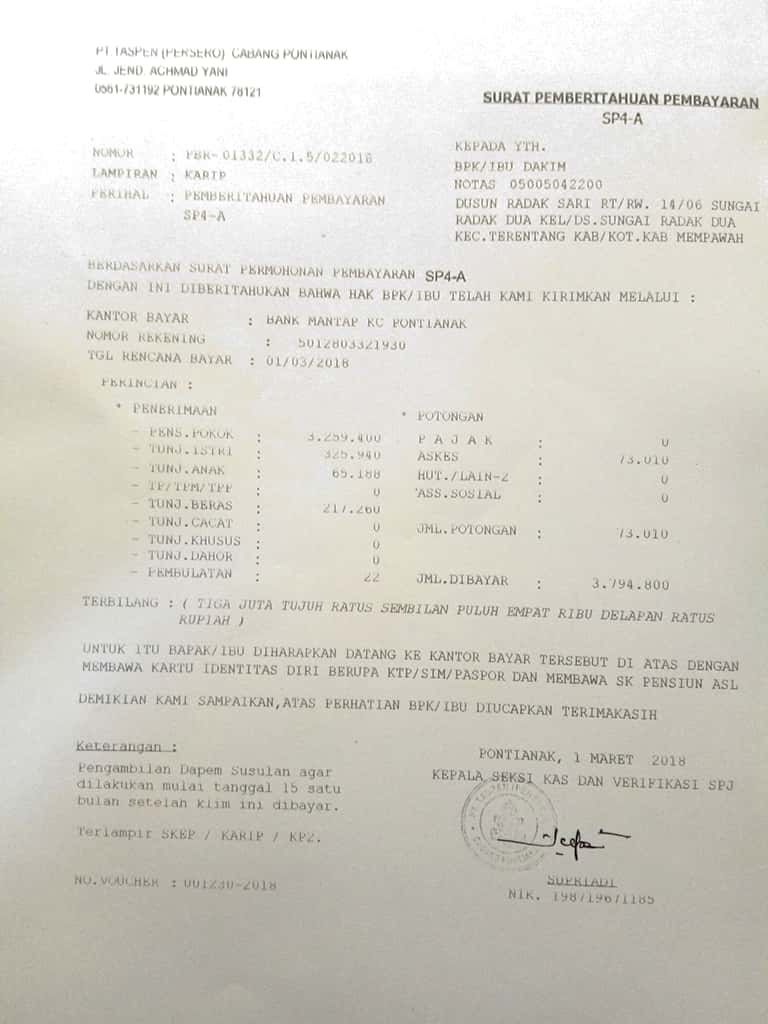 PT TASPEN (PERSERO) CABANG PONTIANAK
JL. JEND. ACHMAD YANI
0561-731192 PONTIANAK 78121
SURAT PEMBERITAHUAN PEMBAYARAN
SP4-A
NOMOR : PBR-01332/C.1.5/022018
LAMPIRAN : KARIP
PERIHAL : PEMBERITAHUAN PEMBAYARAN
SP4-A
KEPADA YTH.
BPK/IBU DAKIM
NOTAS 05005042200
DUSUN RADAK SARI RT/RW. 14/06 SUNGAI
RADAK DUA KEL/DS.SUNGAI RADAK DUA
KEC.TERENTANG KAB/KOT.KAB MEMPAWAH
BERDASARKAN SURAT PERMOHONAN PEMBAYARAN SP4-A
DENGAN INI DIBERITAHUKAN BAHWA HAK BPK/IBU TELAH KAMI KIRIMKAN MELALUI :
KANTOR BAYAR : BANK MANTAP KC PONTIANAK
NOMOR REKENING : 5012803321930
TGL RENCANA BAYAR : 01/03/2018
PERINCIAN :
* PENERIMAAN * POTONGAN
- PENS.POKOK : 3.259.400 P A J A K : 0
- TUNJ.ISTRI : 325.940 ASKES : 73.010
- TUNJ.ANAK : 65.188 HUT./LAIN-2 : 0
- TP/TPM/TPP : 0 ASS.SOSIAL : 0
- TUNJ.BERAS : 217.260
- TUNJ.CACAT : 0 JML.POTONGAN : 73.010
- TUNJ.KHUSUS : 0
- TUNJ.DAHOR : 0
- PEMBULATAN : 22 JML.DIBAYAR : 3.794.800
TERBILANG : ( TIGA JUTA TUJUH RATUS SEMBILAN PULUH EMPAT RIBU DELAPAN RATUS
RUPIAH )
UNTUK ITU BAPAK/IBU DIHARAPKAN DATANG KE KANTOR BAYAR TERSEBUT DI ATAS DENGAN
MEMBAWA KARTU IDENTITAS DIRI BERUPA KTP/SIM/PASPOR DAN MEMBAWA SK PENSIUN ASL
DEMIKIAN KAMI SAMPAIKAN,ATAS PERHATIAN BPK/IBU DIUCAPKAN TERIMAKASIH
Keterangan :
Pengambilan Dapem Susulan agar
dilakukan mulai tanggal 15 satu
bulan setelah klim ini dibayar.
Terlampir SKEP / KARIP / KP2.
NO.VOUCHER : 001230-2018
PONTIANAK, 1 MARET 2018
KEPALA SEKSI KAS DAN VERIFIKASI SPJ
SUPRIADI
NIK. 198719671185